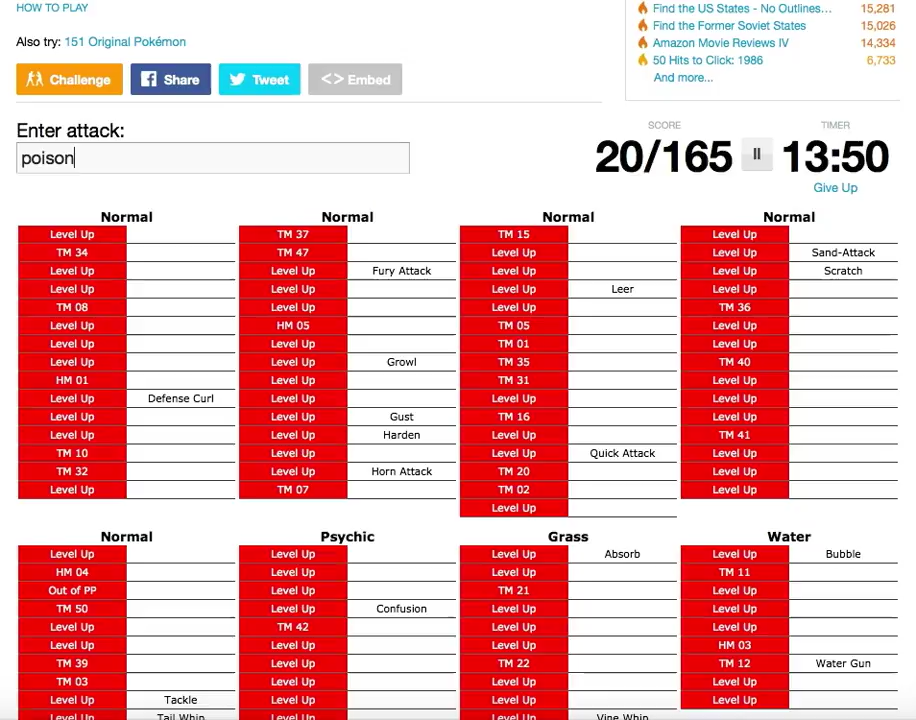 HOW TO PLAY
Also try: 151 Original Pokémon
Challenge
Share
Tweet
<> Embed
Find the US States - No Outlines... 15,281
Find the Former Soviet States 15,026
Amazon Movie Reviews IV 14,334
50 Hits to Click: 1986 6,733
And more...
Enter attack:
poison
SCORE
20/165
TIMER
13:50
Give Up
Normal
Level Up
TM 34
Level Up
Level Up
TM 08
Level Up
Level Up
Level Up
HM 01
Level Up Defense Curl
Level Up
Level Up
TM 10
TM 32
Level Up
Normal
TM 37
TM 47
Level Up Fury Attack
Level Up
Level Up
HM 05
Level Up
Level Up Growl
Level Up
Level Up
Level Up Gust
Level Up Harden
Level Up
Level Up Horn Attack
TM 07
Normal
TM 15
Level Up
Level Up
Level Up Leer
Level Up
TM 05
TM 01
TM 35
TM 31
Level Up
TM 16
Level Up
Level Up Quick Attack
TM 20
TM 02
Level Up
Normal
Level Up
Level Up Sand-Attack
Level Up Scratch
Level Up
TM 36
Level Up
Level Up
TM 40
Level Up
Level Up
Level Up
TM 41
Level Up
Level Up
Level Up
Normal
Level Up
HM 04
Out of PP
TM 50
Level Up
Level Up
TM 39
TM 03
Level Up Tackle
Level Up Tail Whip
Psychic
Level Up
Level Up
Level Up
Level Up Confusion
TM 42
Level Up
Level Up
Level Up
Level Up
Level Up
Grass
Level Up Absorb
Level Up
TM 21
Level Up
Level Up
Level Up
TM 22
Level Up
Level Up
Level Up Vine Whip
Water
Level Up Bubble
TM 11
Level Up
Level Up
Level Up
HM 03
TM 12 Water Gun
Level Up
Level Up